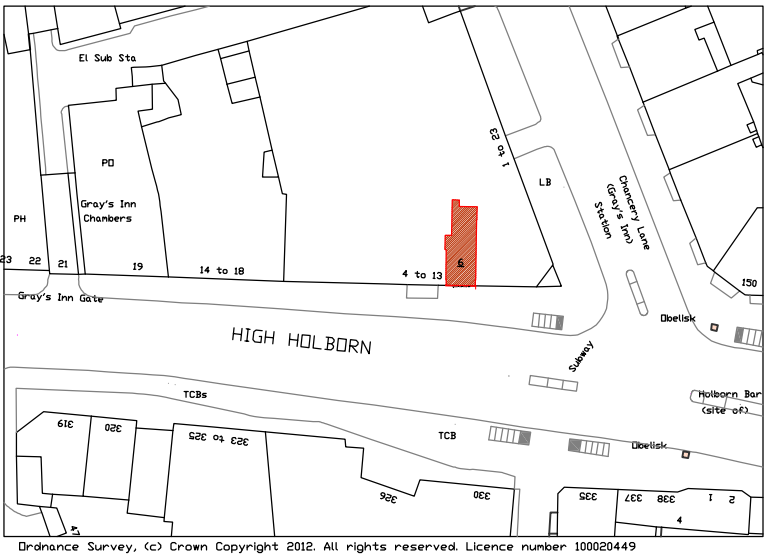 El Sub Sta
PO
Gray's Inn
Chambers
PH
23
22
21
19
14 to 18
4 to 13
6
1 to 23
LB
Chancery Lane
(Gray's Inn)
Station
150
Gray's Inn Gate
HIGH HOLBORN
Obelisk
Subway
Holborn Bar
(site of)
TCBs
TCB
Obelisk
319
320
323 to 325
326
330
335
337
338
1
2
4
47
Ordnance Survey, (c) Crown Copyright 2012. All rights reserved. Licence number 100020449